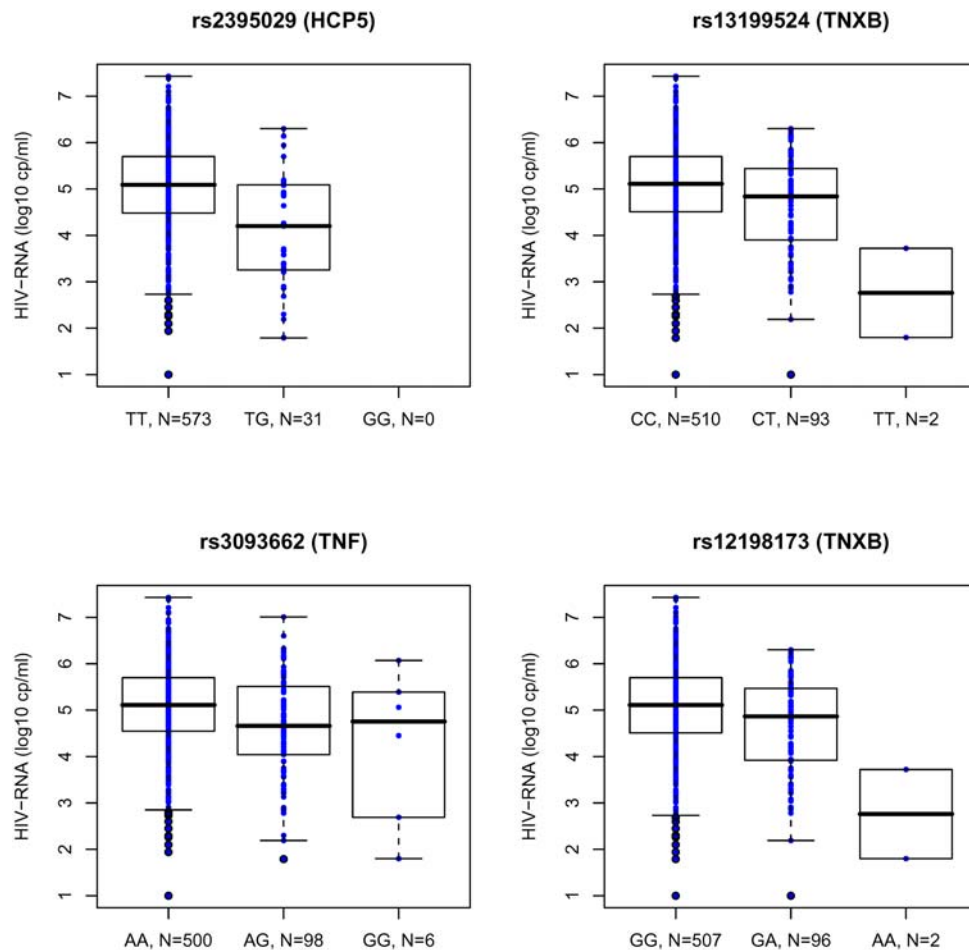 rs2395029 (HCP5)
HIV−RNA (log10 cp/ml)
7
6
5
4
3
2
1
TT, N=573
TG, N=31
GG, N=0
rs13199524 (TNXB)
HIV−RNA (log10 cp/ml)
7
6
5
4
3
2
1
CC, N=510
CT, N=93
TT, N=2
rs3093662 (TNF)
HIV−RNA (log10 cp/ml)
7
6
5
4
3
2
1
AA, N=500
AG, N=98
GG, N=6
rs12198173 (TNXB)
HIV−RNA (log10 cp/ml)
7
6
5
4
3
2
1
GG, N=507
GA, N=96
AA, N=2